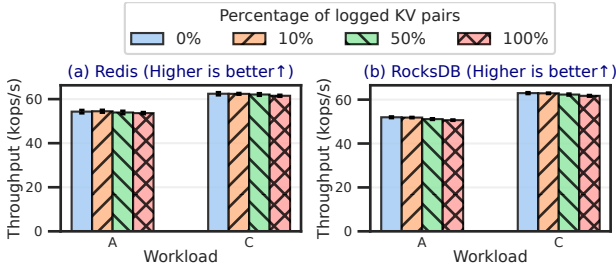 Percentage of logged KV pairs
0% 10% 50% 100%
(a) Redis (Higher is better↑)
Throughput (kops/s)
60
40
20
0
A C
Workload
(b) RocksDB (Higher is better↑)
Throughput (kops/s)
60
40
20
0
A C
Workload